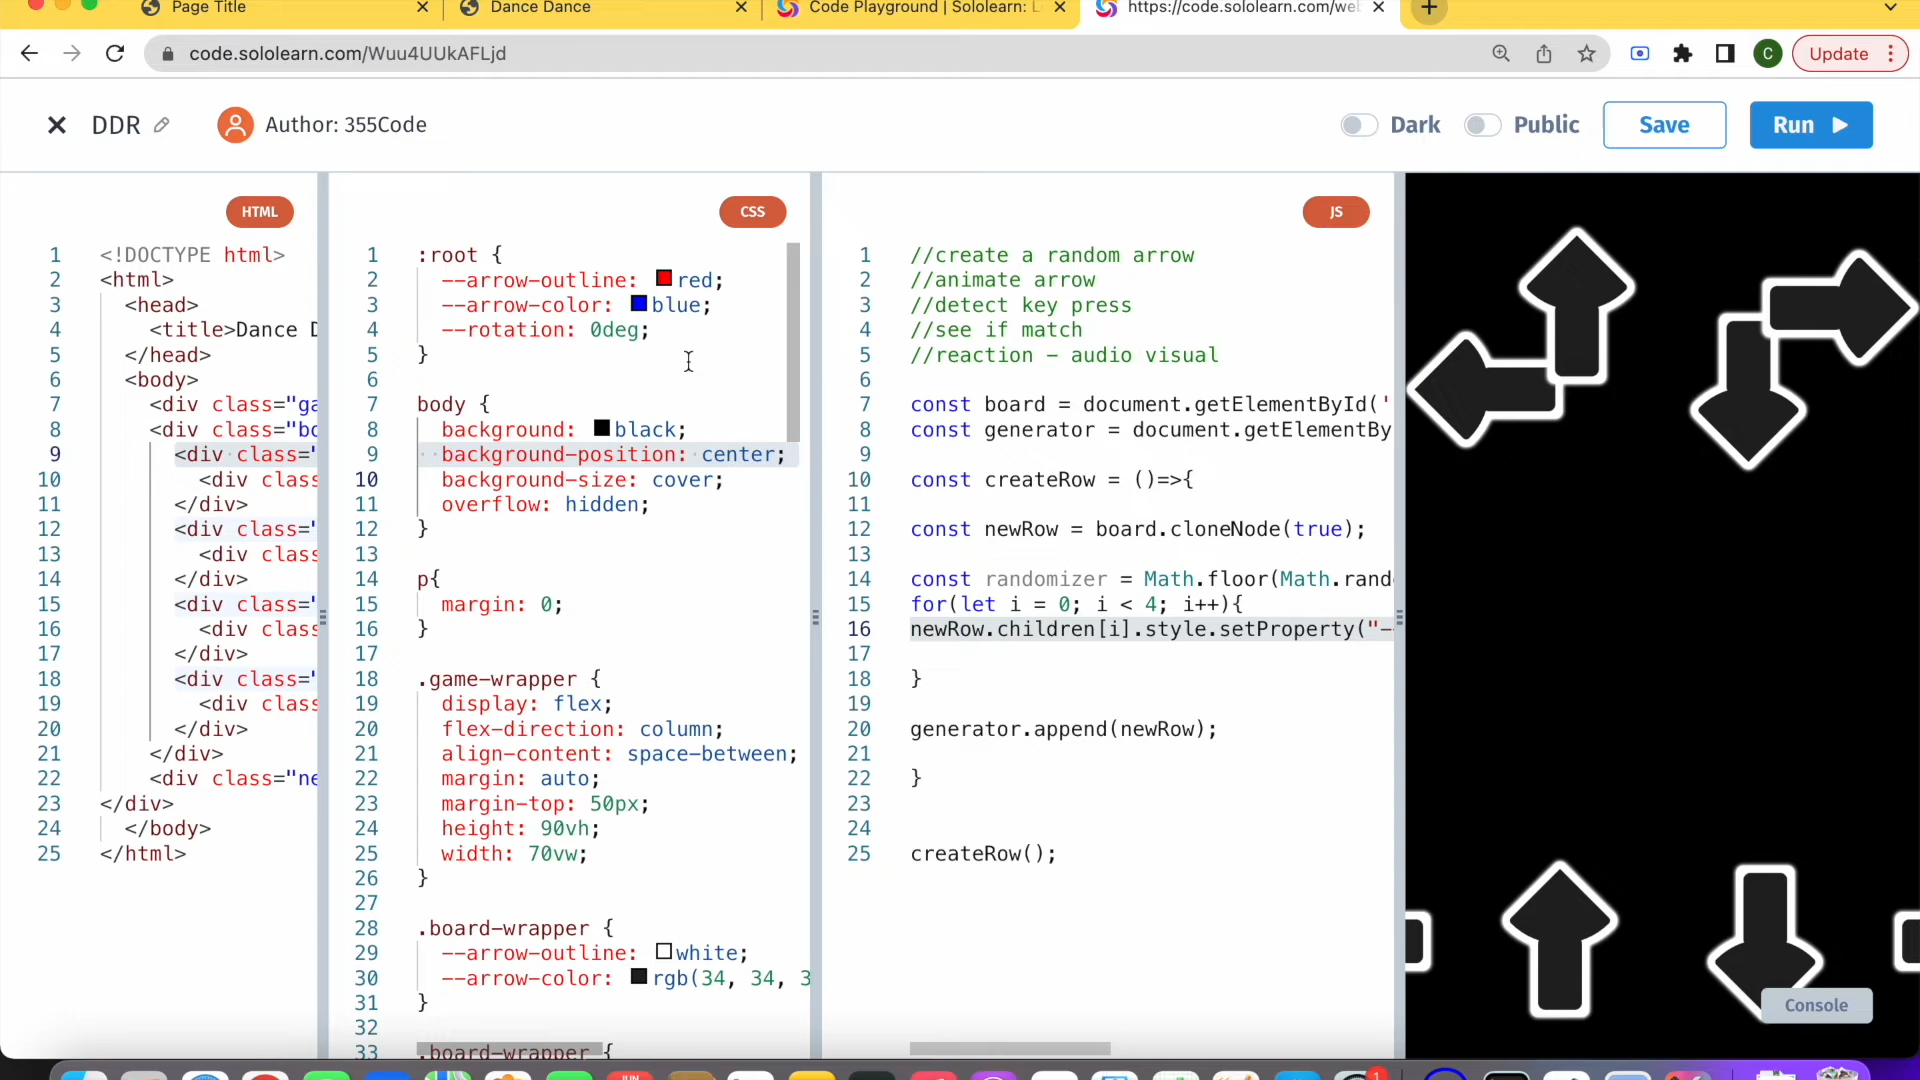 Page Title
Dance Dance
Code Playground | Sololearn: L
https://code.sololearn.com/we
code.sololearn.com/Wuu4UUkAFLjd
C
Update
DDR
Author: 355Code
Dark
Public
Save
Run
HTML
1 <!DOCTYPE html>
2 <html>
3 <head>
4 <title>Dance D
5 </head>
6 <body>
7 <div class="ga
8 <div class="bo
9 <div class="
10 <div class
11 </div>
12 <div class="
13 <div class
14 </div>
15 <div class="
16 <div class
17 </div>
18 <div class="
19 <div class
20 </div>
21 </div>
22 <div class="ne
23 </div>
24 </body>
25 </html>
CSS
1 :root {
2 --arrow-outline: red;
3 --arrow-color: blue;
4 --rotation: 0deg;
5 }
6
7 body {
8 background: black;
9 background-position: center;
10 background-size: cover;
11 overflow: hidden;
12 }
13
14 p{
15 margin: 0;
16 }
17
18 .game-wrapper {
19 display: flex;
20 flex-direction: column;
21 align-content: space-between;
22 margin: auto;
23 margin-top: 50px;
24 height: 90vh;
25 width: 70vw;
26 }
27
28 .board-wrapper {
29 --arrow-outline: white;
30 --arrow-color: rgb(34, 34, 3
31 }
32
33 .board-wrapper {
JS
1 //create a random arrow
2 //animate arrow
3 //detect key press
4 //see if match
5 //reaction - audio visual
6
7 const board = document.getElementById('
8 const generator = document.getElementBy
9
10 const createRow = ()=>{
11
12 const newRow = board.cloneNode(true);
13
14 const randomizer = Math.floor(Math.rand
15 for(let i = 0; i < 4; i++){
16 newRow.children[i].style.setProperty("--
17
18 }
19
20 generator.append(newRow);
21
22 }
23
24
25 createRow();
Console
JUN
1